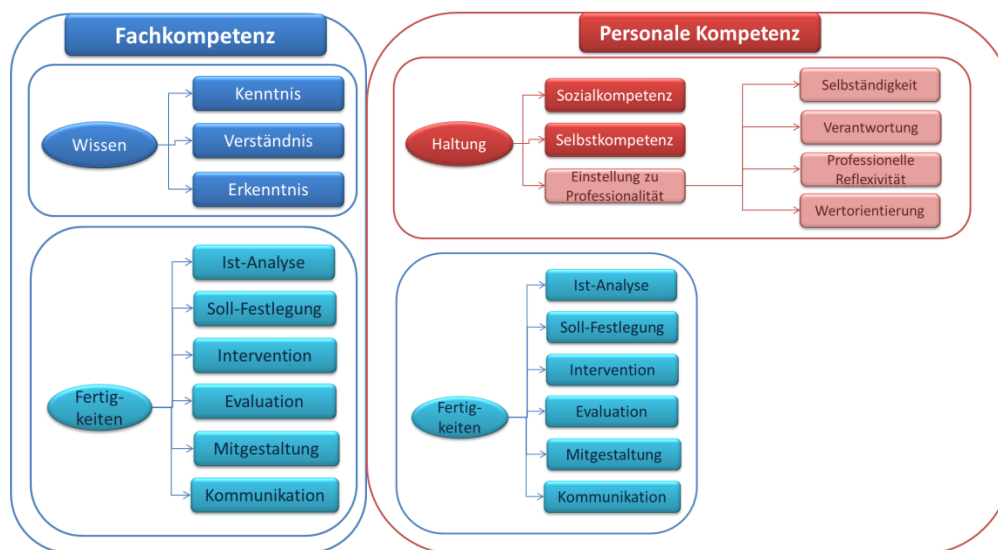 Fachkompetenz
Wissen
Kenntnis
Verständnis
Erkenntnis
Fertig-
keiten
Ist-Analyse
Soll-Festlegung
Intervention
Evaluation
Mitgestaltung
Kommunikation
Personale Kompetenz
Haltung
Sozialkompetenz
Selbstkompetenz
Einstellung zu
Professionalität
Selbständigkeit
Verantwortung
Professionelle
Reflexivität
Wertorientierung
Fertig-
keiten
Ist-Analyse
Soll-Festlegung
Intervention
Evaluation
Mitgestaltung
Kommunikation